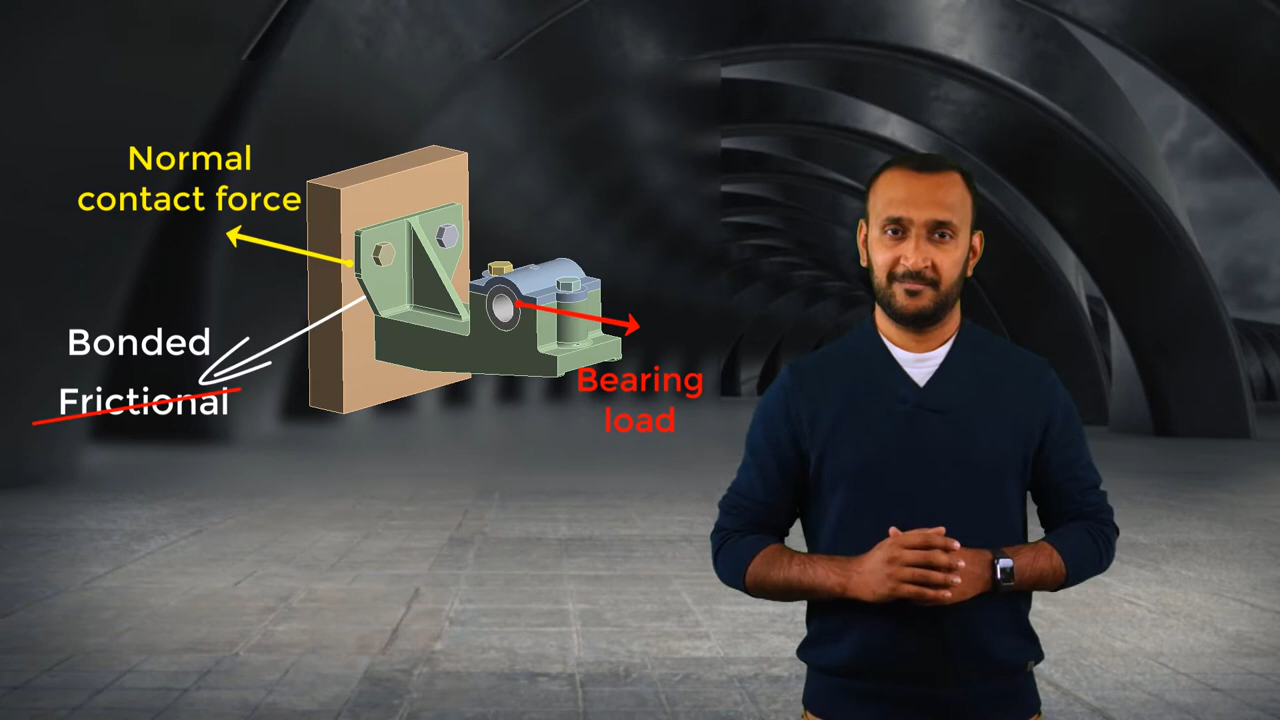 Normal
contact force
Bonded
Frictional
Bearing
load